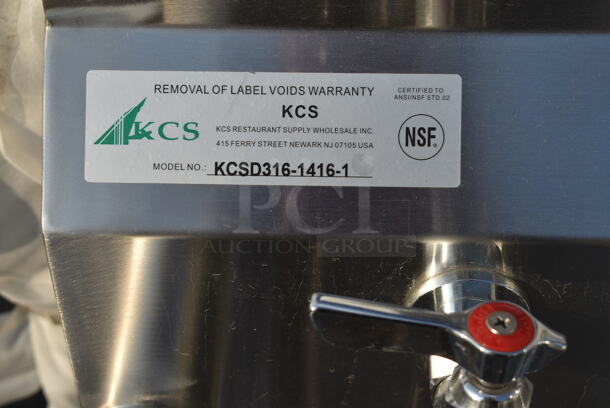 REMOVAL OF LABEL VOIDS WARRANTY
CERTIFIED TO
ANSI/NSF STD.02
KCS
KCS
KCS RESTAURANT SUPPLY WHOLESALE INC.
415 FERRY STREET NEWARK NJ 07105 USA
NSF®
MODEL NO.: KCSD316-1416-1
PCI
AUCTION GROUP